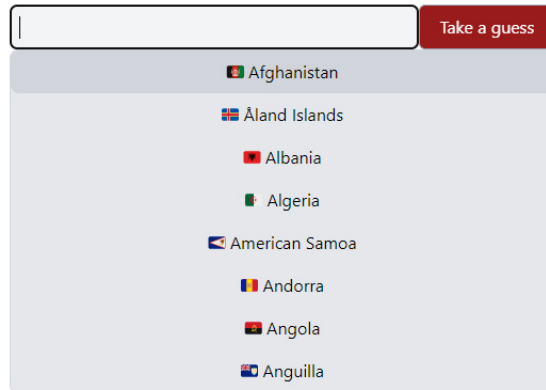 Take a guess
Afghanistan
Åland Islands
Albania
Algeria
American Samoa
Andorra
Angola
Anguilla